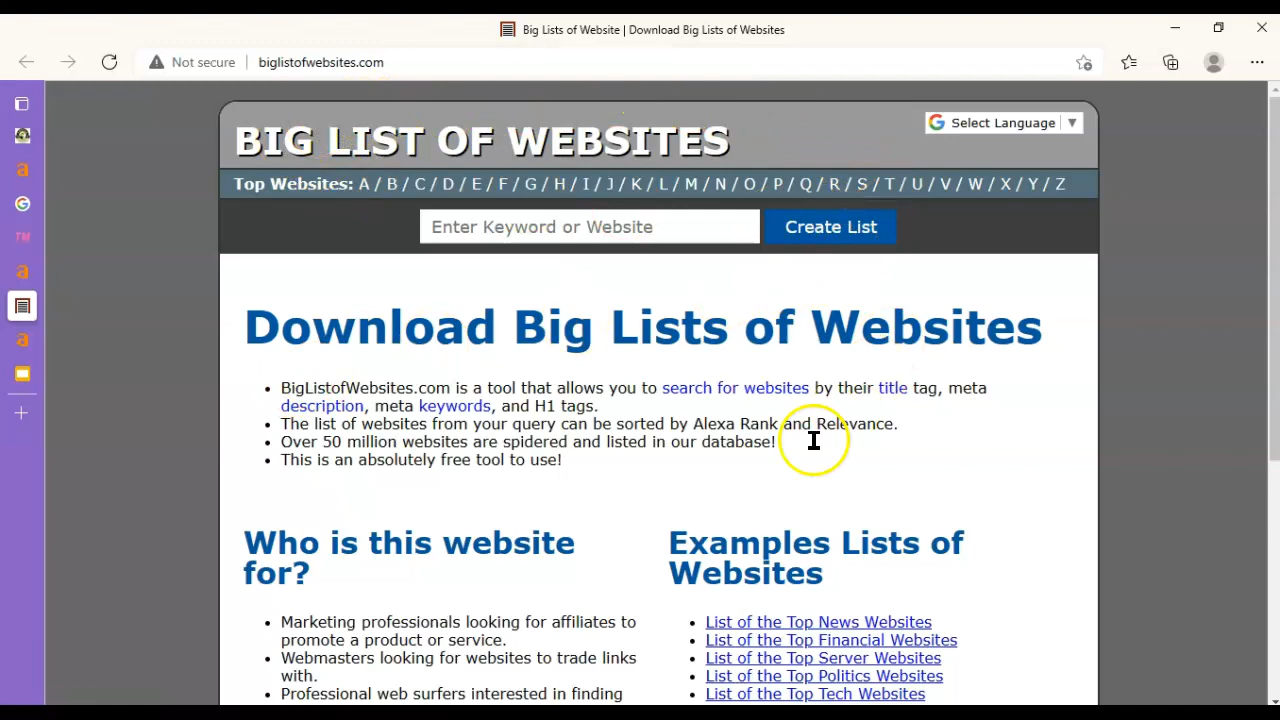 Big Lists of Website | Download Big Lists of Websites
Not secure biglistofwebsites.com
BIG LIST OF WEBSITES
Select Language ▼
Top Websites: A / B / C / D / E / F / G / H / I / J / K / L / M / N / O / P / Q / R / S / T / U / V / W / X / Y / Z
Enter Keyword or Website
Create List
Download Big Lists of Websites
• BigListofWebsites.com is a tool that allows you to search for websites by their title tag, meta
description, meta keywords, and H1 tags.
• The list of websites from your query can be sorted by Alexa Rank and Relevance.
• Over 50 million websites are spidered and listed in our database!
• This is an absolutely free tool to use!
Who is this website
for?
• Marketing professionals looking for affiliates to
promote a product or service.
• Webmasters looking for websites to trade links
with.
• Professional web surfers interested in finding
Examples Lists of
Websites
• List of the Top News Websites
• List of the Top Financial Websites
• List of the Top Server Websites
• List of the Top Politics Websites
• List of the Top Tech Websites